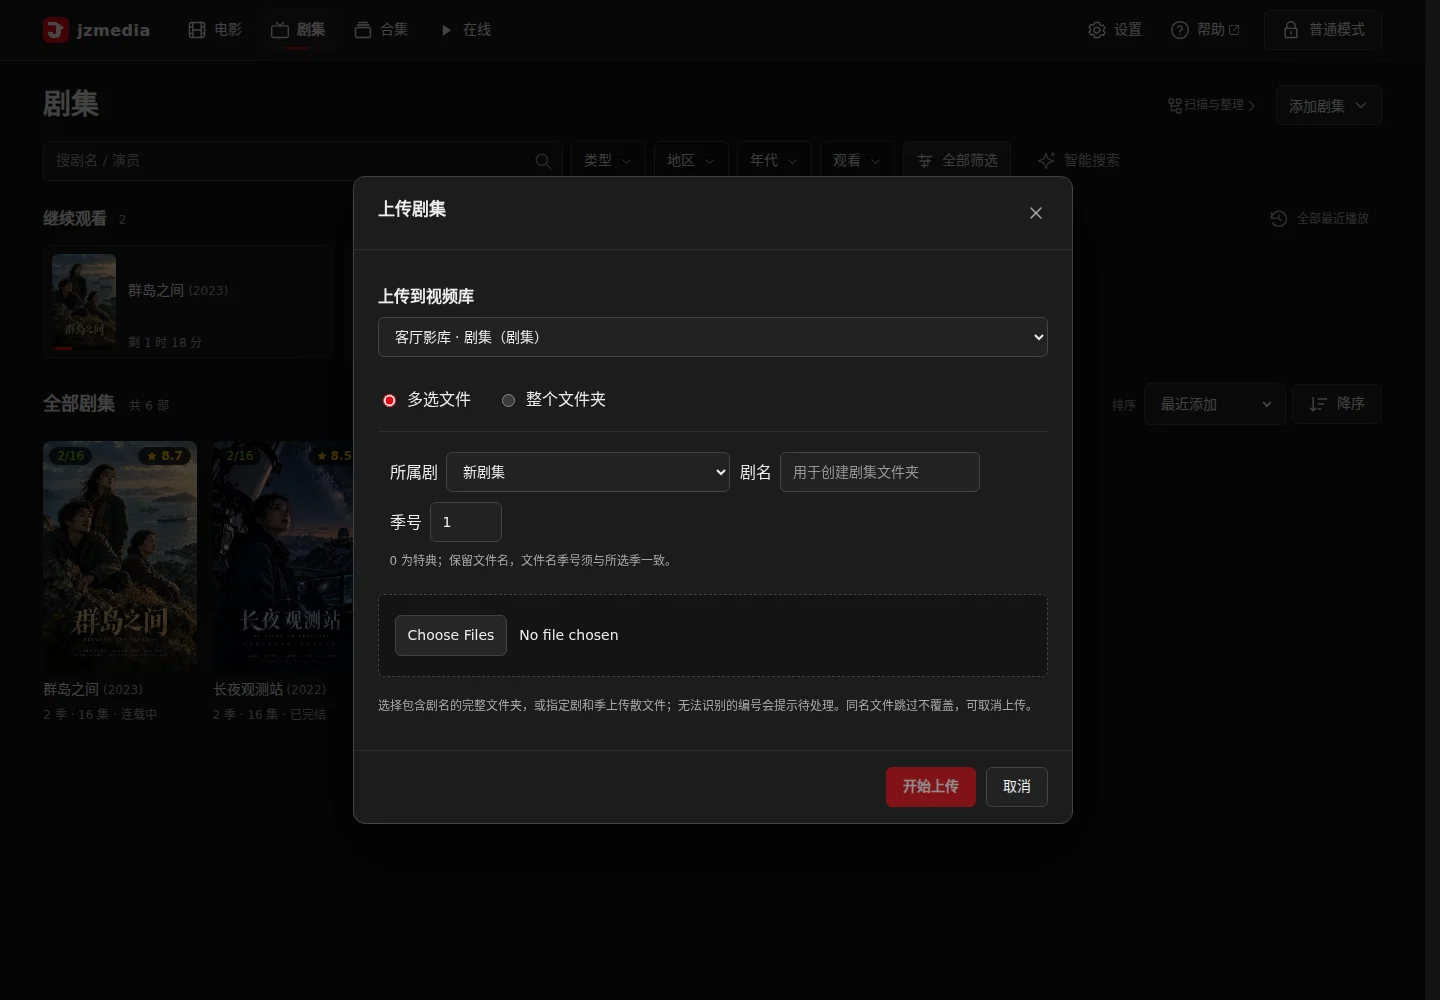 jzmedia 电影 剧集 合集 在线 设置 帮助 普通模式
剧集 扫描与整理 添加剧集
搜剧名 / 演员 类型 地区 年代 观看 全部筛选 智能搜索
继续观看 2 全部最近播放
群岛之间 (2023)
群岛之间
剩 1 时 18 分
全部剧集 共 6 部 排序 最近添加 降序
2/16 8.7 2/16 8.5
群岛之间 长夜观测站
群岛之间 (2023) 长夜观测站 (2022)
2 季 · 16 集 · 连载中 2 季 · 16 集 · 已完结
上传剧集
上传到视频库
客厅影库 · 剧集（剧集）
多选文件 整个文件夹
所属剧 新剧集 剧名 用于创建剧集文件夹
季号 1
0 为特典；保留文件名，文件名季号须与所选季一致。
Choose Files No file chosen
选择包含剧名的完整文件夹，或指定剧和季上传散文件；无法识别的编号会提示待处理。同名文件跳过不覆盖，可取消上传。
开始上传 取消